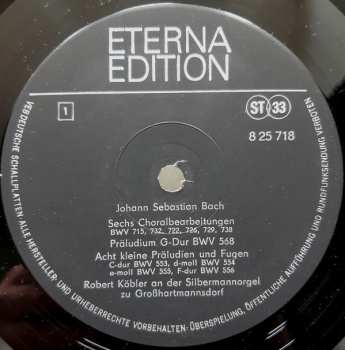 ETERNA
EDITION
1
ST 33
8 25 718
Johann Sebastian Bach
Sechs Choralbearbeitungen
BWV 715, 732, 722, 726, 729, 738
Präludium G-Dur BWV 568
Acht kleine Präludien und Fugen
C-dur BWV 553, d-moll BWV 554
e-moll BWV 555, F-dur BWV 556
Robert Köbler an der Silbermannorgel
zu Großhartmannsdorf
VEB DEUTSCHE SCHALLPLATTEN · ALLE HERSTELLER- UND URHEBERRECHTE VORBEHALTEN · ÜBERSPIELUNG, ÖFFENTLICHE AUFFÜHRUNG UND RUNDFUNKSENDUNG VERBOTEN